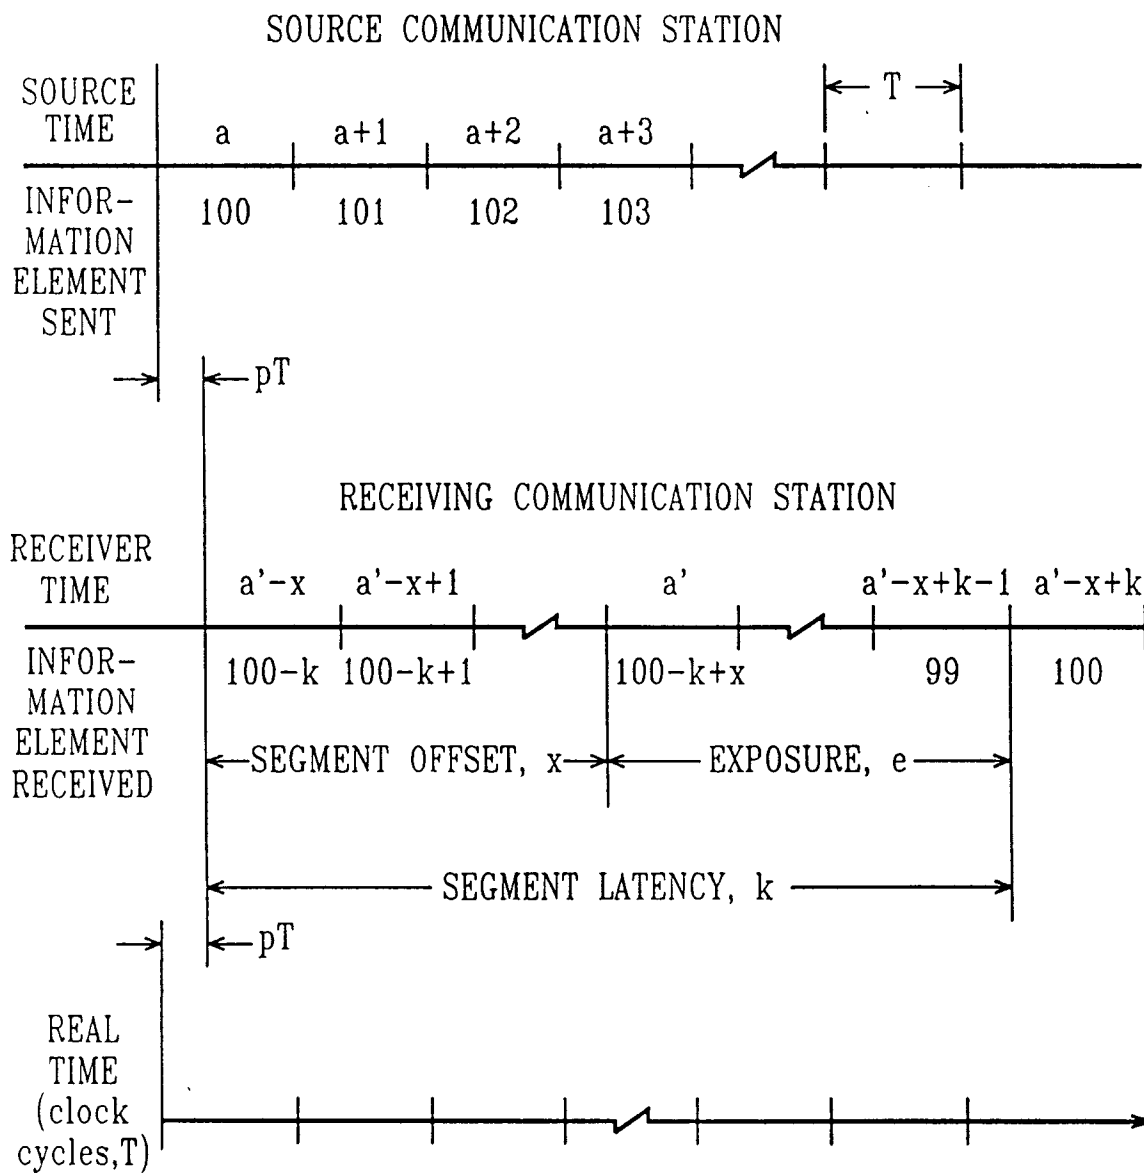 SOURCE COMMUNICATION STATION
SOURCE
TIME
T
a
a+1
a+2
a+3
INFOR-
MATION
ELEMENT
SENT
100
101
102
103
pT
RECEIVING COMMUNICATION STATION
RECEIVER
TIME
a'-x
a'-x+1
a'
a'-x+k-1
a'-x+k
INFOR-
MATION
ELEMENT
RECEIVED
100-k
100-k+1
100-k+x
99
100
SEGMENT OFFSET, x
EXPOSURE, e
SEGMENT LATENCY, k
pT
REAL
TIME
(clock
cycles,T)